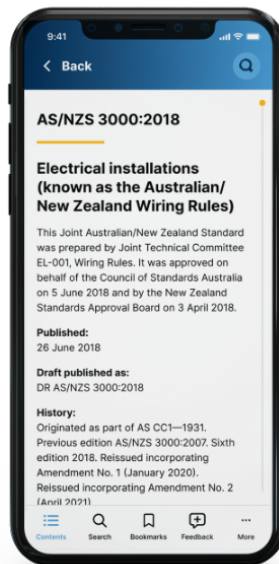 9:41
Back
AS/NZS 3000:2018
Electrical installations
(known as the Australian/
New Zealand Wiring Rules)
This Joint Australian/New Zealand Standard
was prepared by Joint Technical Committee
EL-001, Wiring Rules. It was approved on
behalf of the Council of Standards Australia
on 5 June 2018 and by the New Zealand
Standards Approval Board on 3 April 2018.
Published:
26 June 2018
Draft published as:
DR AS/NZS 3000:2018
History:
Originated as part of AS CC1—1931.
Previous edition AS/NZS 3000:2007. Sixth
edition 2018. Reissued incorporating
Amendment No. 1 (January 2020).
Reissued incorporating Amendment No. 2
(April 2021)
Contents Search Bookmarks Feedback More